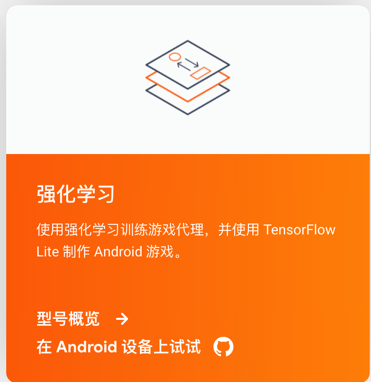 强化学习
使用强化学习训练游戏代理，并使用 TensorFlow
Lite 制作 Android 游戏。
型号概览
在 Android 设备上试试